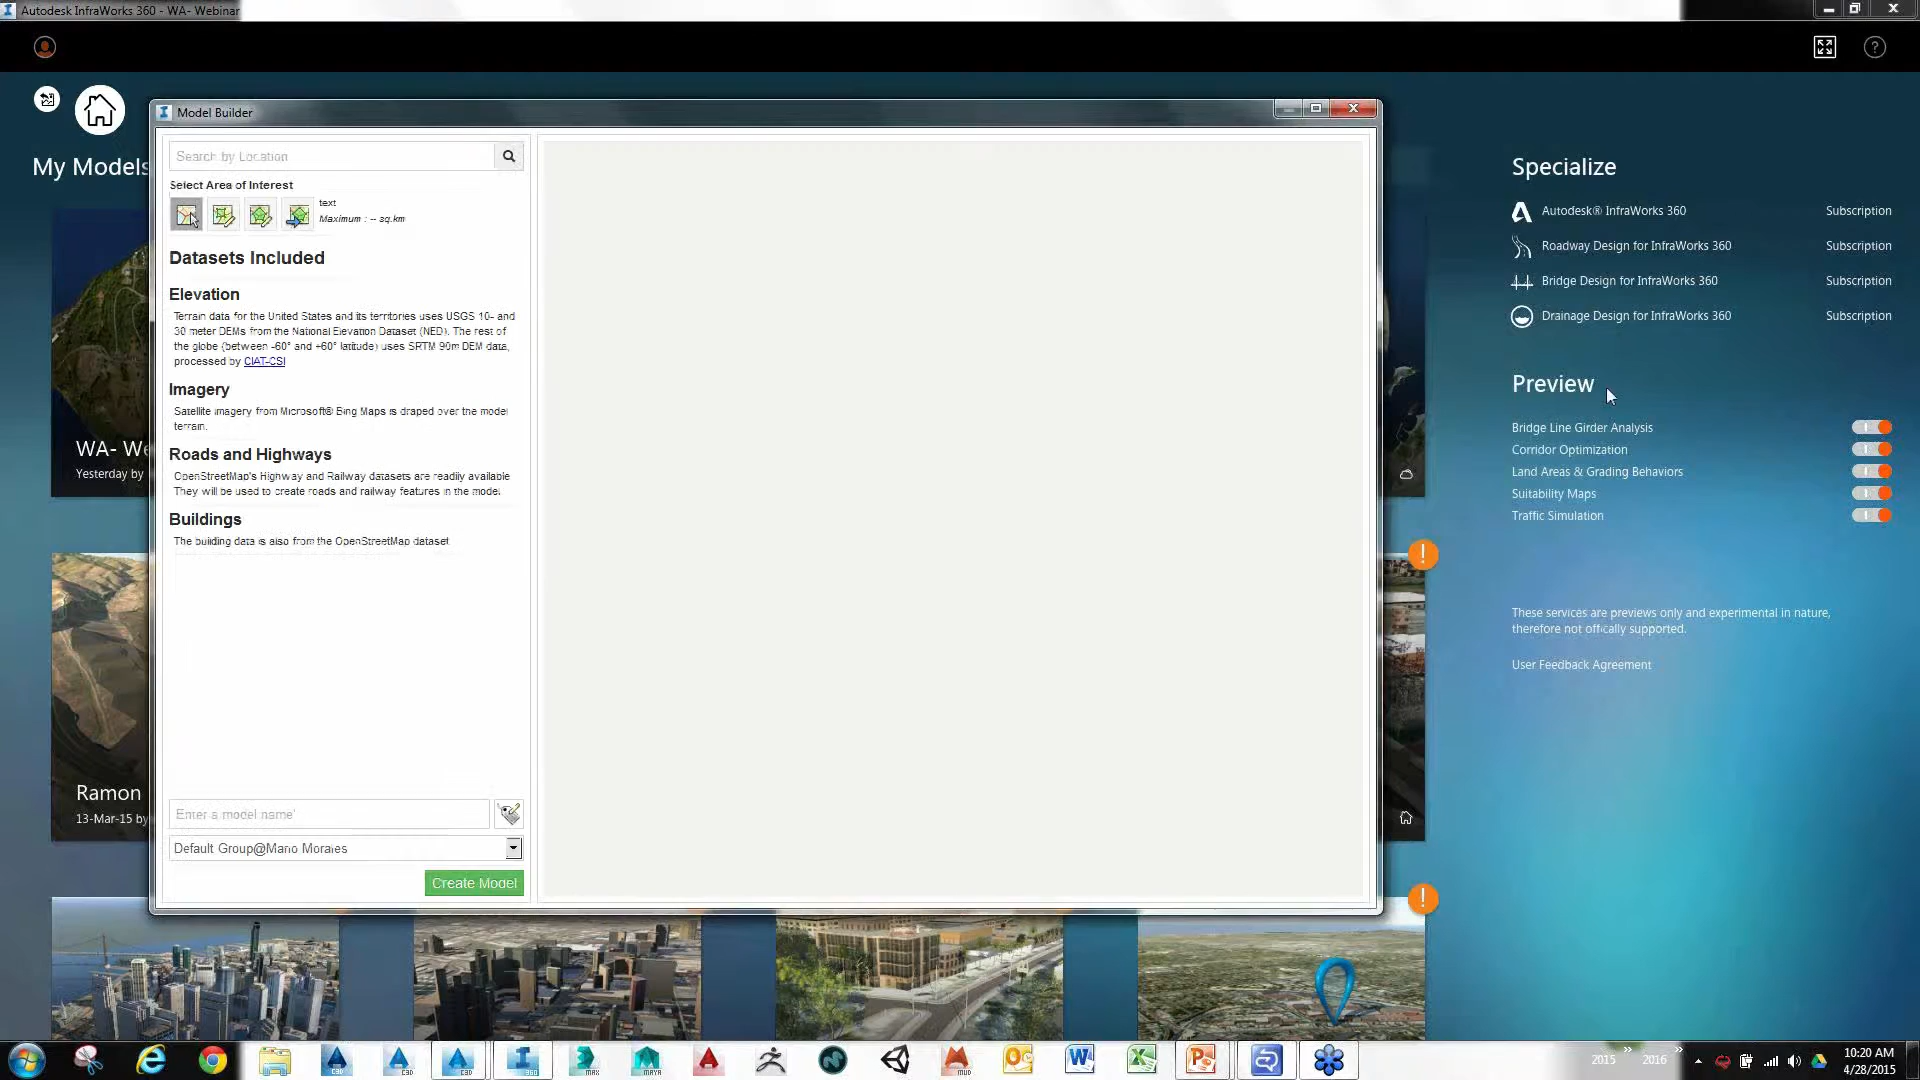 Autodesk InfraWorks 360 - WA- Webinar
My Models
Model Builder
Search by Location
Select Area of Interest
text
Maximum : -- sq.km
Datasets Included
Elevation
Terrain data for the United States and its territories uses USGS 10- and
30 meter DEMs from the National Elevation Dataset (NED). The rest of
the globe (between -60° and +60° latitude) uses SRTM 90m DEM data,
processed by CIAT-CSI
Imagery
Satellite imagery from Microsoft® Bing Maps is draped over the model
terrain.
Roads and Highways
OpenStreetMap's Highway and Railway datasets are readily available
They will be used to create roads and railway features in the model
Buildings
The building data is also from the OpenStreetMap dataset
Enter a model name'
Default Group@Mario Morales
Create Model
WA- We
Yesterday by
Ramon
13-Mar-15 by
Specialize
Autodesk® InfraWorks 360 Subscription
Roadway Design for InfraWorks 360 Subscription
Bridge Design for InfraWorks 360 Subscription
Drainage Design for InfraWorks 360 Subscription
Preview
Bridge Line Girder Analysis
Corridor Optimization
Land Areas & Grading Behaviors
Suitability Maps
Traffic Simulation
These services are previews only and experimental in nature,
therefore not offically supported.
User Feedback Agreement
C3D
C3D
C3D
360
MAX
MAYA
MUD
2015
2016
10:20 AM
4/28/2015